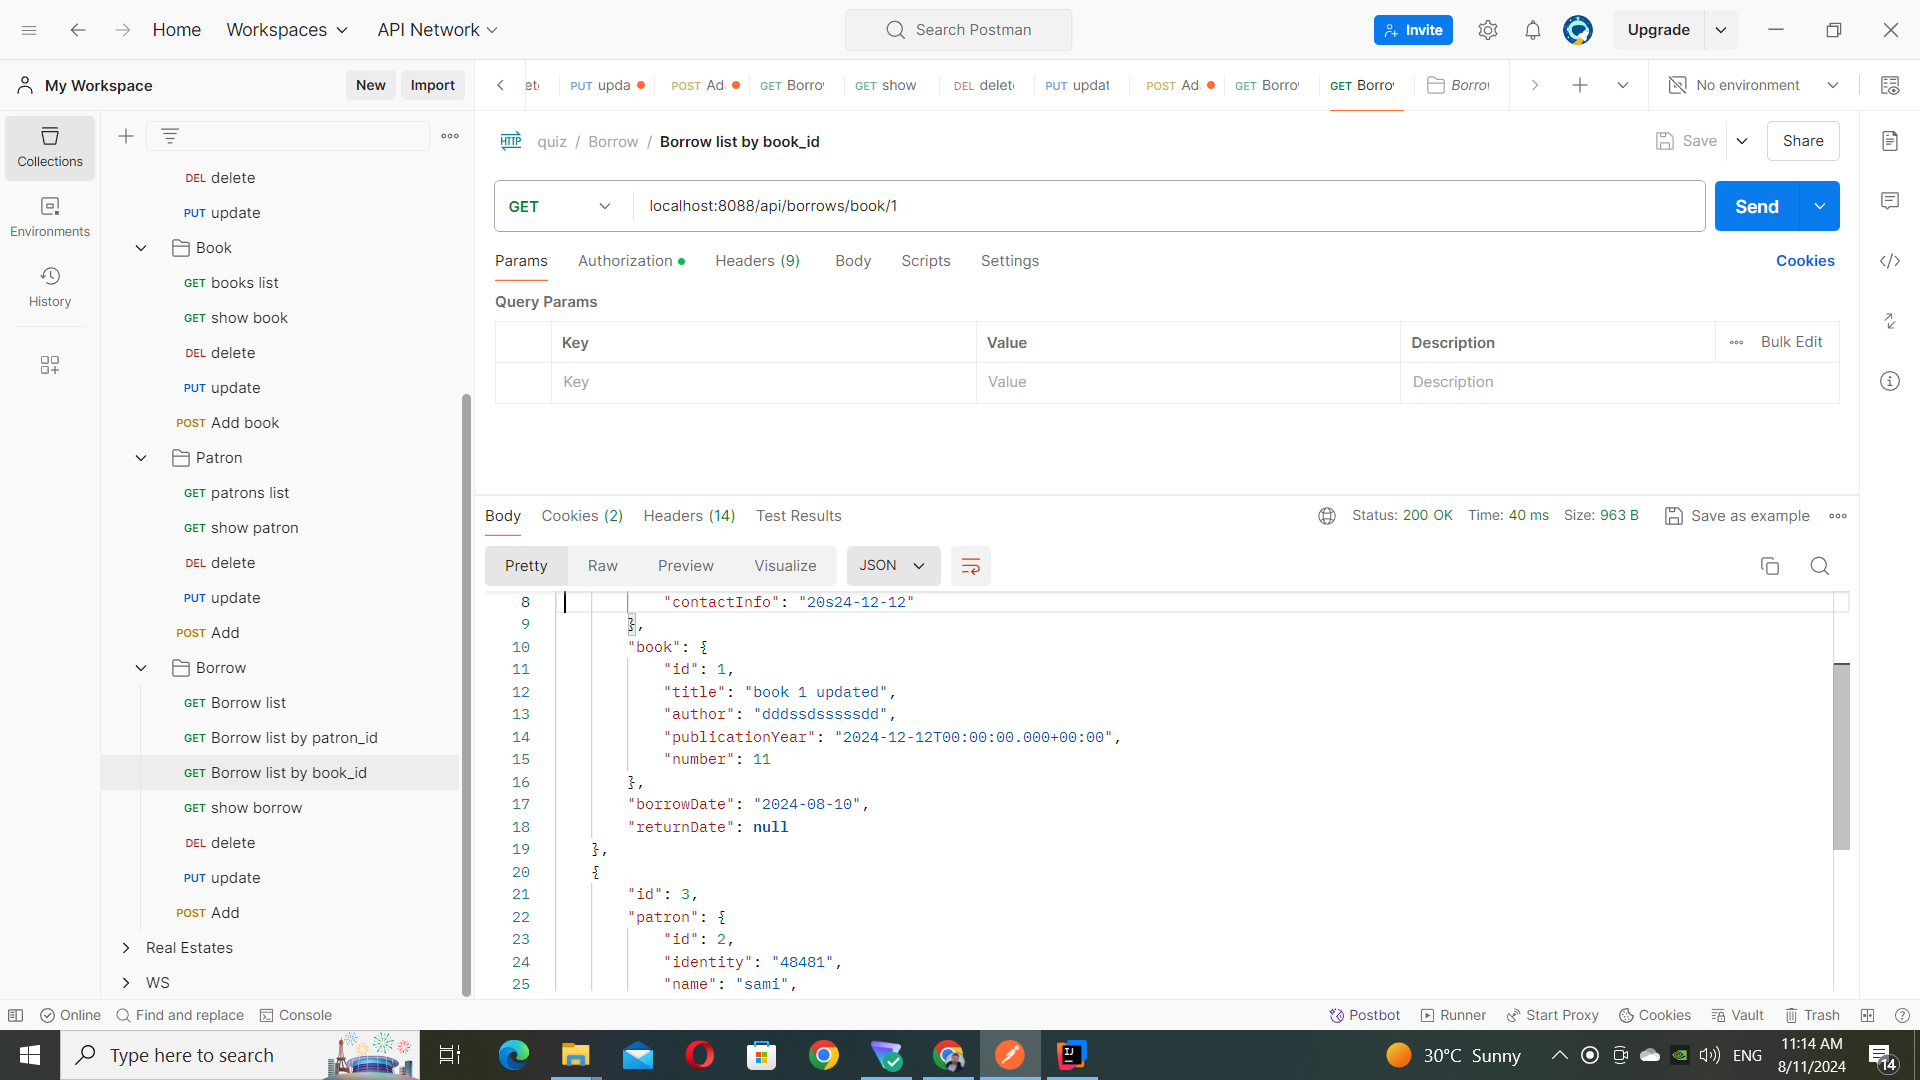 Home
Workspaces
API Network
Search Postman
Invite
Upgrade
My Workspace
New
Import
PUT upda
POST Ad
GET Borrov
GET show
DEL delet
PUT updat
POST Ad
GET Borrov
GET Borrov
Borrov
No environment
Collections
Environments
History
DEL delete
PUT update
Book
GET books list
GET show book
DEL delete
PUT update
POST Add book
Patron
GET patrons list
GET show patron
DEL delete
PUT update
POST Add
Borrow
GET Borrow list
GET Borrow list by patron_id
GET Borrow list by book_id
GET show borrow
DEL delete
PUT update
POST Add
Real Estates
WS
HTTP quiz / Borrow / Borrow list by book_id
Save
Share
GET
localhost:8088/api/borrows/book/1
Send
Params
Authorization
Headers (9)
Body
Scripts
Settings
Cookies
Query Params
Key Value Description Bulk Edit
Key Value Description
Body
Cookies (2)
Headers (14)
Test Results
Status: 200 OK Time: 40 ms Size: 963 B
Save as example
Pretty
Raw
Preview
Visualize
JSON
8 "contactInfo": "20s24-12-12"
9 },
10 "book": {
11 "id": 1,
12 "title": "book 1 updated",
13 "author": "dddssdsssssdd",
14 "publicationYear": "2024-12-12T00:00:00.000+00:00",
15 "number": 11
16 },
17 "borrowDate": "2024-08-10",
18 "returnDate": null
19 },
20 {
21 "id": 3,
22 "patron": {
23 "id": 2,
24 "identity": "48481",
25 "name": "sami",
Online
Find and replace
Console
Postbot
Runner
Start Proxy
Cookies
Vault
Trash
Type here to search
30°C Sunny
ENG
11:14 AM
8/11/2024
14